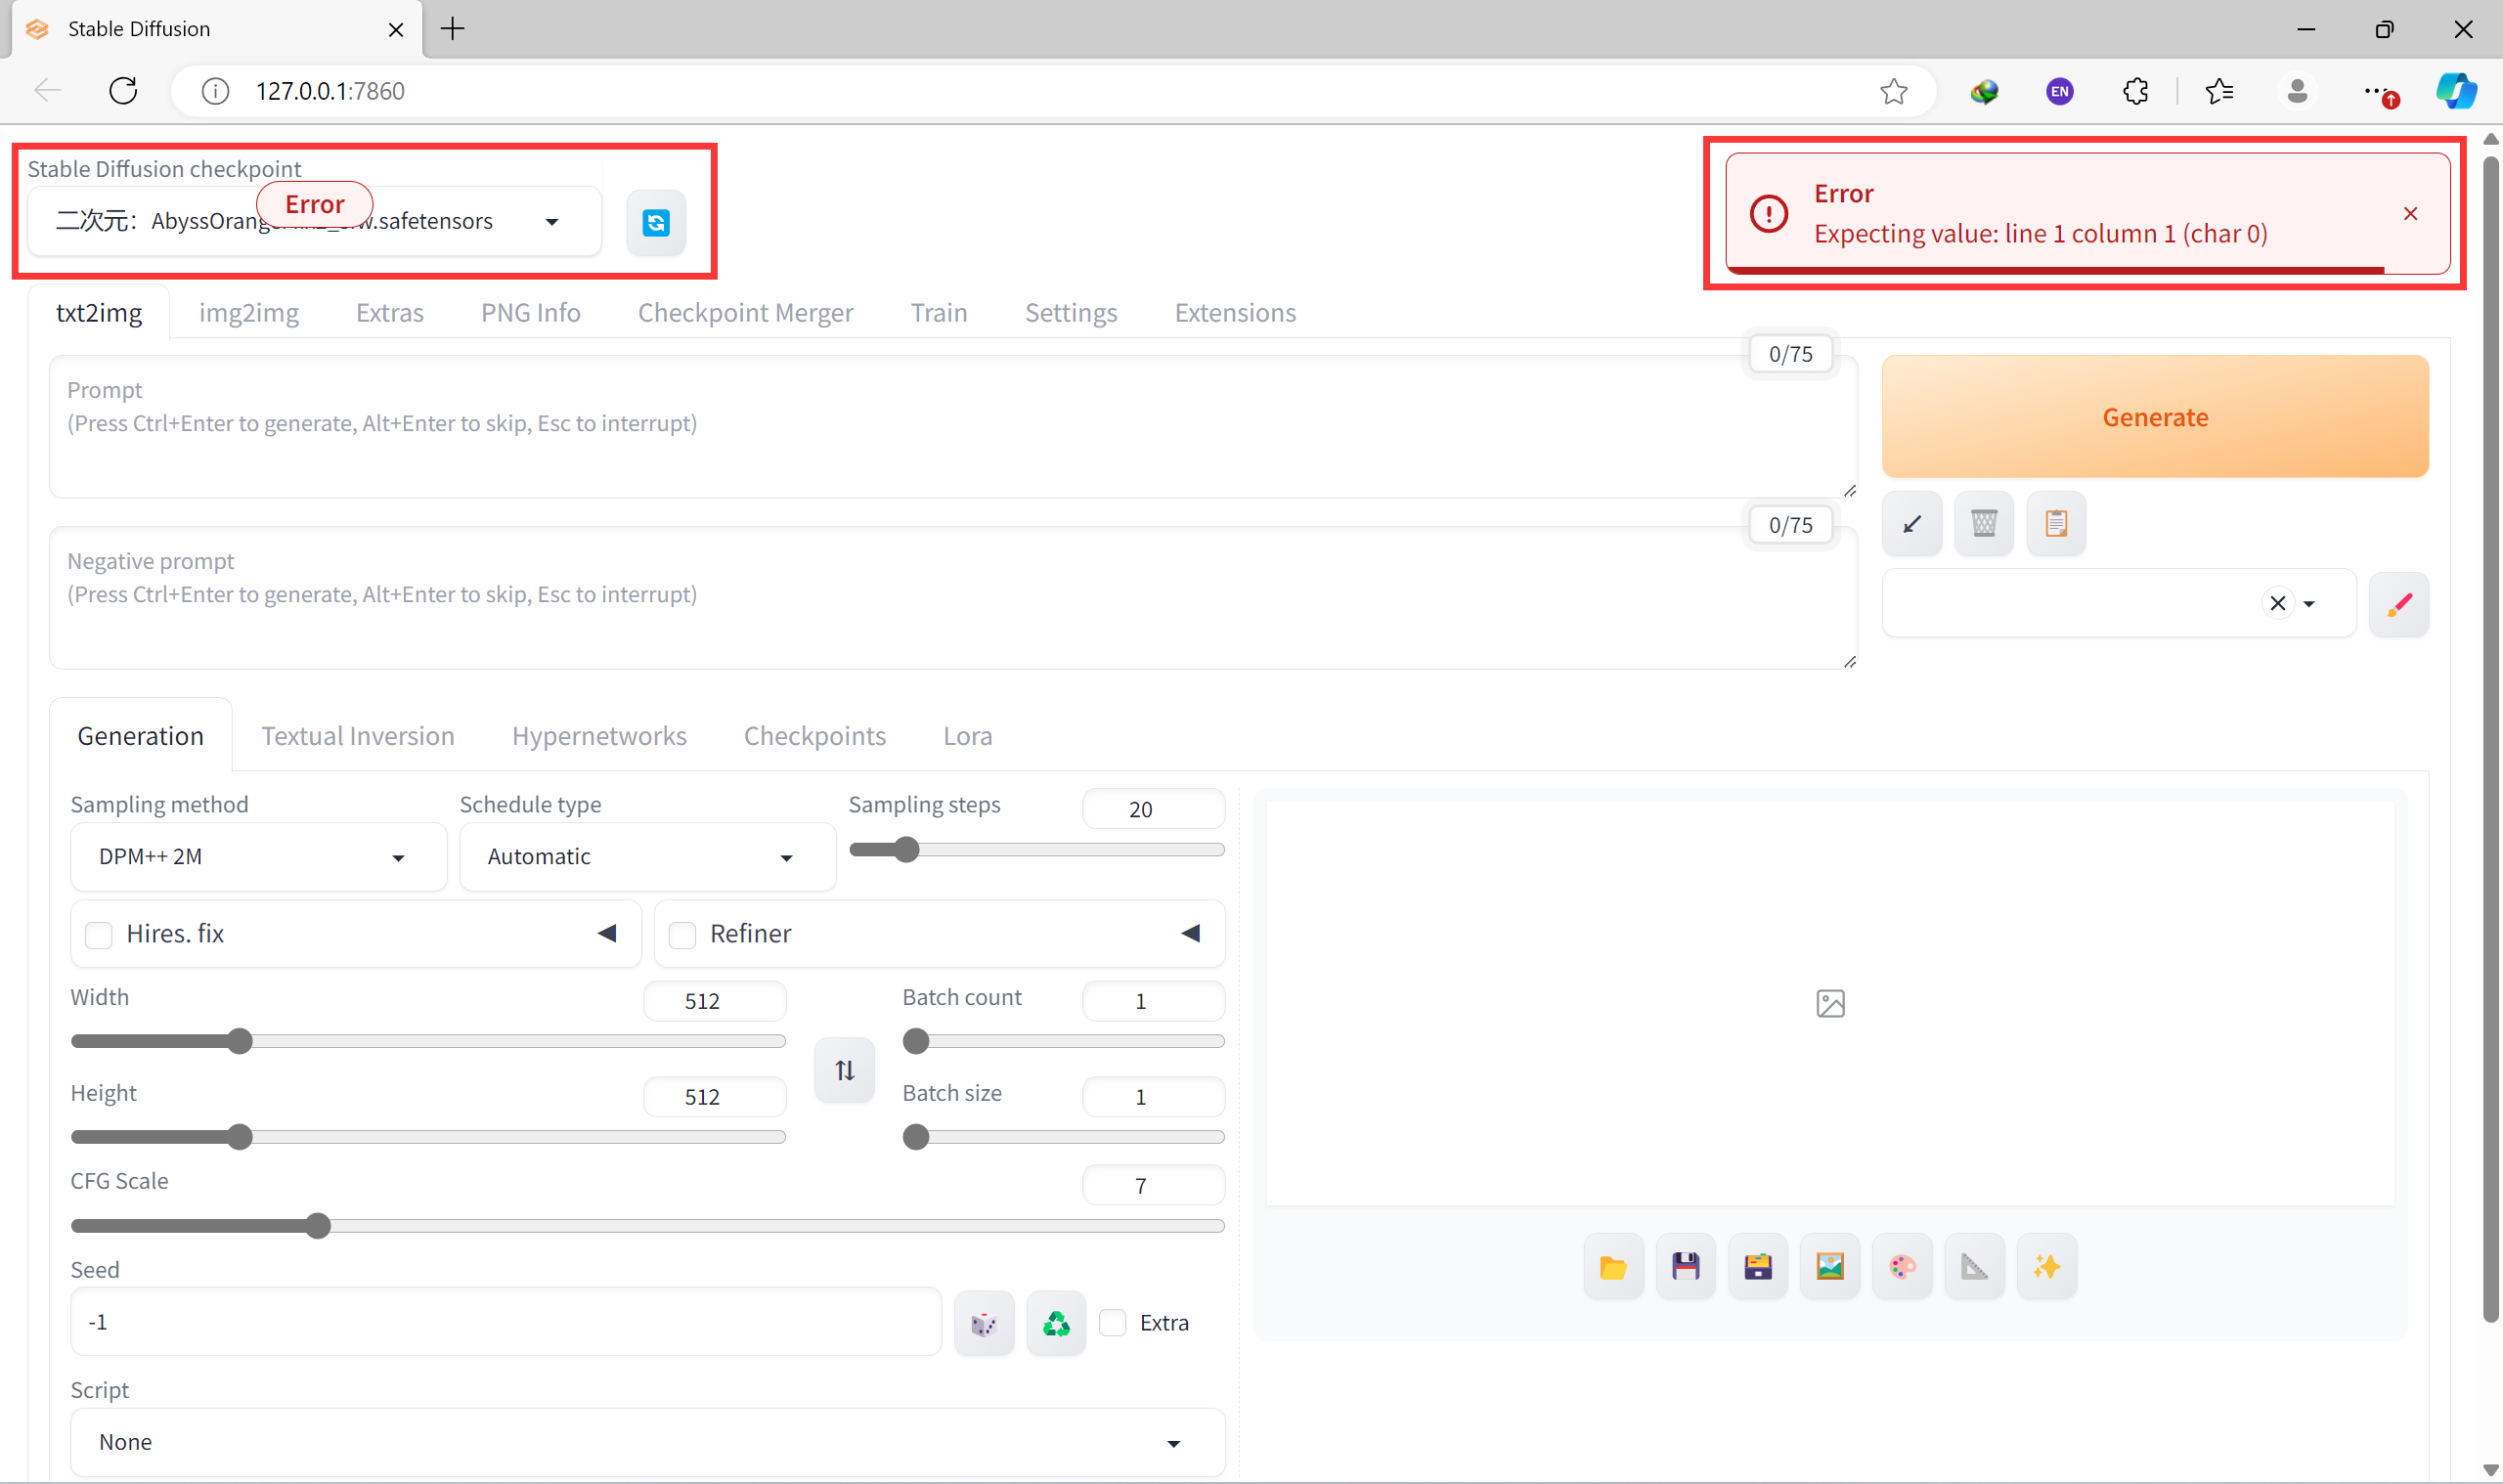 Stable Diffusion
127.0.0.1:7860
EN
Stable Diffusion checkpoint
Error
二次元：
Error
Expecting value: line 1 column 1 (char 0)
txt2img
img2img
Extras
PNG Info
Checkpoint Merger
Train
Settings
Extensions
0/75
Prompt
(Press Ctrl+Enter to generate, Alt+Enter to skip, Esc to interrupt)
Generate
0/75
Negative prompt
(Press Ctrl+Enter to generate, Alt+Enter to skip, Esc to interrupt)
Generation
Textual Inversion
Hypernetworks
Checkpoints
Lora
Sampling method
Schedule type
Sampling steps
20
DPM++ 2M
Automatic
Hires. fix
Refiner
Width
512
Batch count
1
Height
512
Batch size
1
CFG Scale
7
Seed
-1
Extra
Script
None